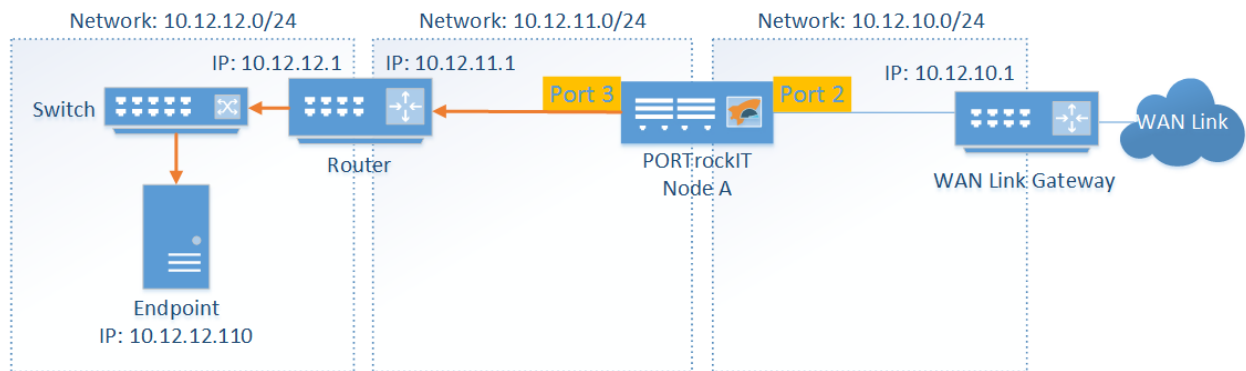 Network: 10.12.12.0/24
Network: 10.12.11.0/24
Network: 10.12.10.0/24
IP: 10.12.12.1
IP: 10.12.11.1
IP: 10.12.10.1
Port 3
Port 2
Switch
WAN Link
Router
PORTrockIT
Node A
WAN Link Gateway
Endpoint
IP: 10.12.12.110